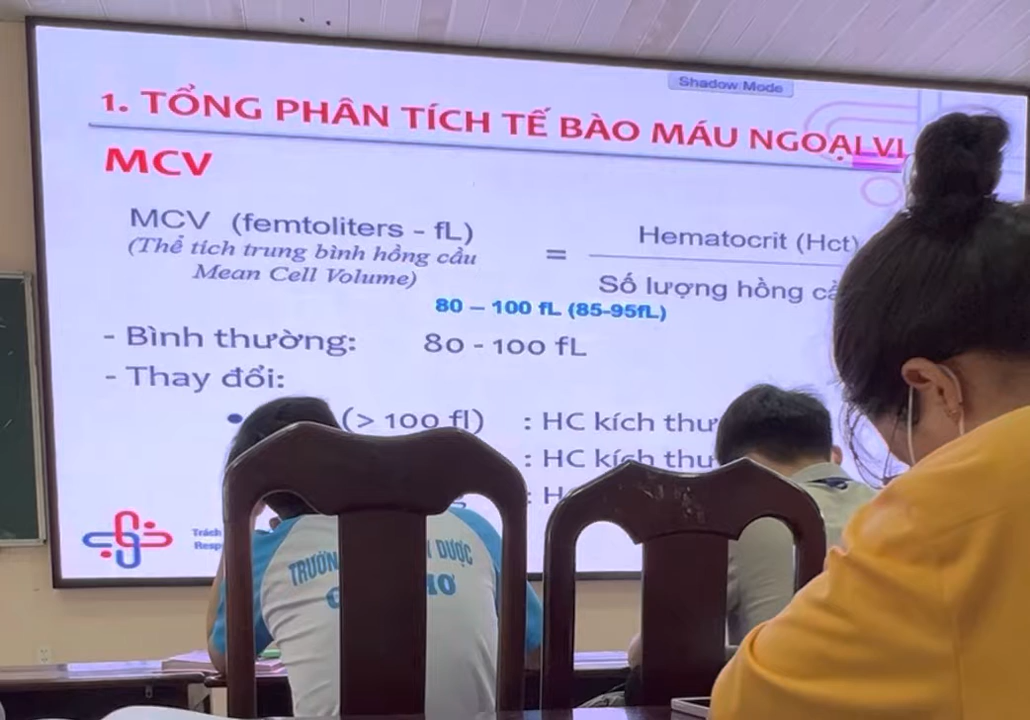 Shadow Mode
1. TỔNG PHÂN TÍCH TẾ BÀO MÁU NGOẠI VI
MCV
MCV (femtoliters - fL)
(Thể tích trung bình hồng cầu
Mean Cell Volume)
=
Hematocrit (Hct)
Số lượng hồng
80 – 100 fL (85-95fL)
- Bình thường: 80 - 100 fL
- Thay đổi:
• (> 100 fl) : HC kích
: HC kích
Trách
DƯỢC